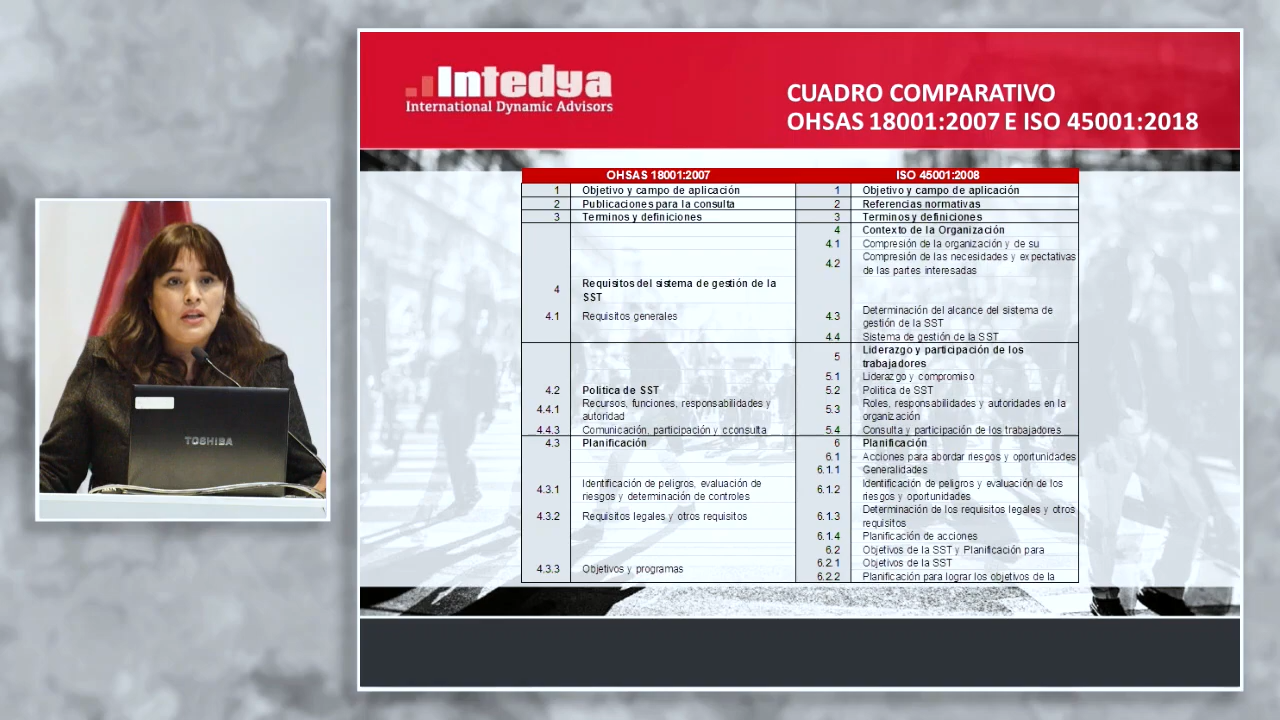 Intedya
International Dynamic Advisors
CUADRO COMPARATIVO
OHSAS 18001:2007 E ISO 45001:2018
OHSAS 18001:2007 ISO 45001:2008
1 Objetivo y campo de aplicación 1 Objetivo y campo de aplicación
2 Publicaciones para la consulta 2 Referencias normativas
3 Terminos y definiciones 3 Terminos y definiciones
4 Contexto de la Organización
4.1 Compresión de la organización y de su
4.2 Compresión de las necesidades y expectativas
de las partes interesadas
4 Requisitos del sistema de gestión de la
SST
4.1 Requisitos generales 4.3 Determinación del alcance del sistema de
gestión de la SST
4.4 Sistema de gestión de la SST
5 Liderazgo y participación de los
trabajadores
5.1 Liderazgo y compromiso
4.2 Politica de SST 5.2 Politica de SST
4.4.1 Recursos, funciones, responsabilidades y
autoridad
5.3 Roles, responsabilidades y autoridades en la
organización
4.4.3 Comunicación, participación y cconsulta 5.4 Consulta y participación de los trabajadores
4.3 Planificación 6 Planificación
6.1 Acciones para abordar riesgos y oportunidades
6.1.1 Generalidades
4.3.1 Identificación de peligros, evaluación de
riesgos y determinación de controles
6.1.2 Identificación de peligros y evaluación de los
riesgos y oportunidades
4.3.2 Requisitos legales y otros requisitos 6.1.3 Determinación de los requisitos legales y otros
requisitos
6.1.4 Planificación de acciones
6.2 Objetivos de la SST y Planificación para
6.2.1 Objetivos de la SST
4.3.3 Objetivos y programas
6.2.2 Planificación para lograr los objetivos de la
TOSHIBA